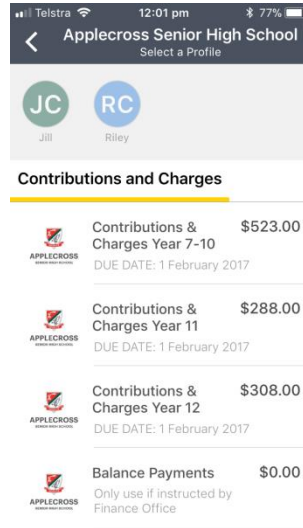 Telstra 12:01 pm 77%
Applecross Senior High School
Select a Profile
JC RC
Jill Riley
Contributions and Charges
Contributions & $523.00
Charges Year 7-10
APPLECROSS
DUE DATE: 1 February 2017
Contributions & $288.00
Charges Year 11
APPLECROSS
DUE DATE: 1 February 2017
Contributions & $308.00
Charges Year 12
APPLECROSS
DUE DATE: 1 February 2017
Balance Payments $0.00
Only use if instructed by
APPLECROSS
Finance Office